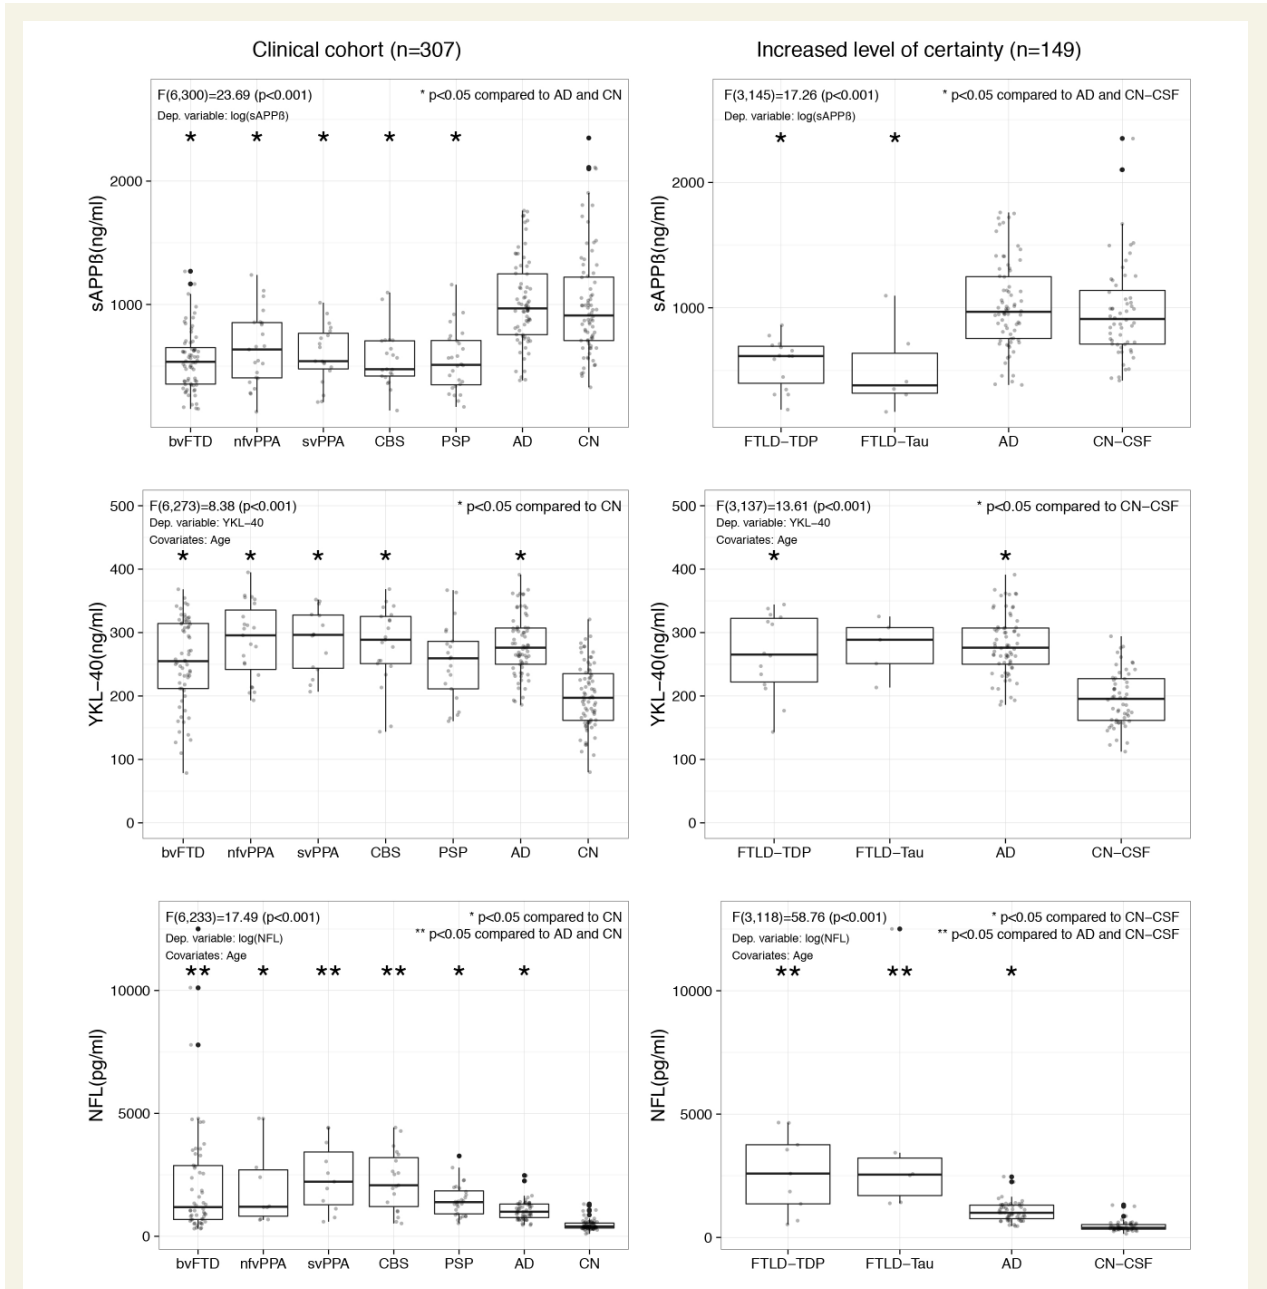 Clinical cohort (n=307)
Increased level of certainty (n=149)
F(6,300)=23.69 (p<0.001)
* p<0.05 compared to AD and CN
Dep. variable: log(sAPPß)
* * * * *
sAPPß(ng/ml)
2000
1000
bvFTD nfvPPA svPPA CBS PSP AD CN
F(3,145)=17.26 (p<0.001)
* p<0.05 compared to AD and CN−CSF
Dep. variable: log(sAPPß)
* *
sAPPß(ng/ml)
2000
1000
FTLD−TDP FTLD−Tau AD CN−CSF
F(6,273)=8.38 (p<0.001)
* p<0.05 compared to CN
Dep. variable: YKL−40
Covariates: Age
* * * * *
YKL−40(ng/ml)
500
400
300
200
100
0
bvFTD nfvPPA svPPA CBS PSP AD CN
F(3,137)=13.61 (p<0.001)
* p<0.05 compared to CN−CSF
Dep. variable: YKL−40
Covariates: Age
* *
YKL−40(ng/ml)
500
400
300
200
100
0
FTLD−TDP FTLD−Tau AD CN−CSF
F(6,233)=17.49 (p<0.001)
* p<0.05 compared to CN
** p<0.05 compared to AD and CN
Dep. variable: log(NFL)
Covariates: Age
** * ** ** * *
NFL(pg/ml)
10000
5000
0
bvFTD nfvPPA svPPA CBS PSP AD CN
F(3,118)=58.76 (p<0.001)
* p<0.05 compared to CN−CSF
** p<0.05 compared to AD and CN−CSF
Dep. variable: log(NFL)
Covariates: Age
** ** *
NFL(pg/ml)
10000
5000
0
FTLD−TDP FTLD−Tau AD CN−CSF